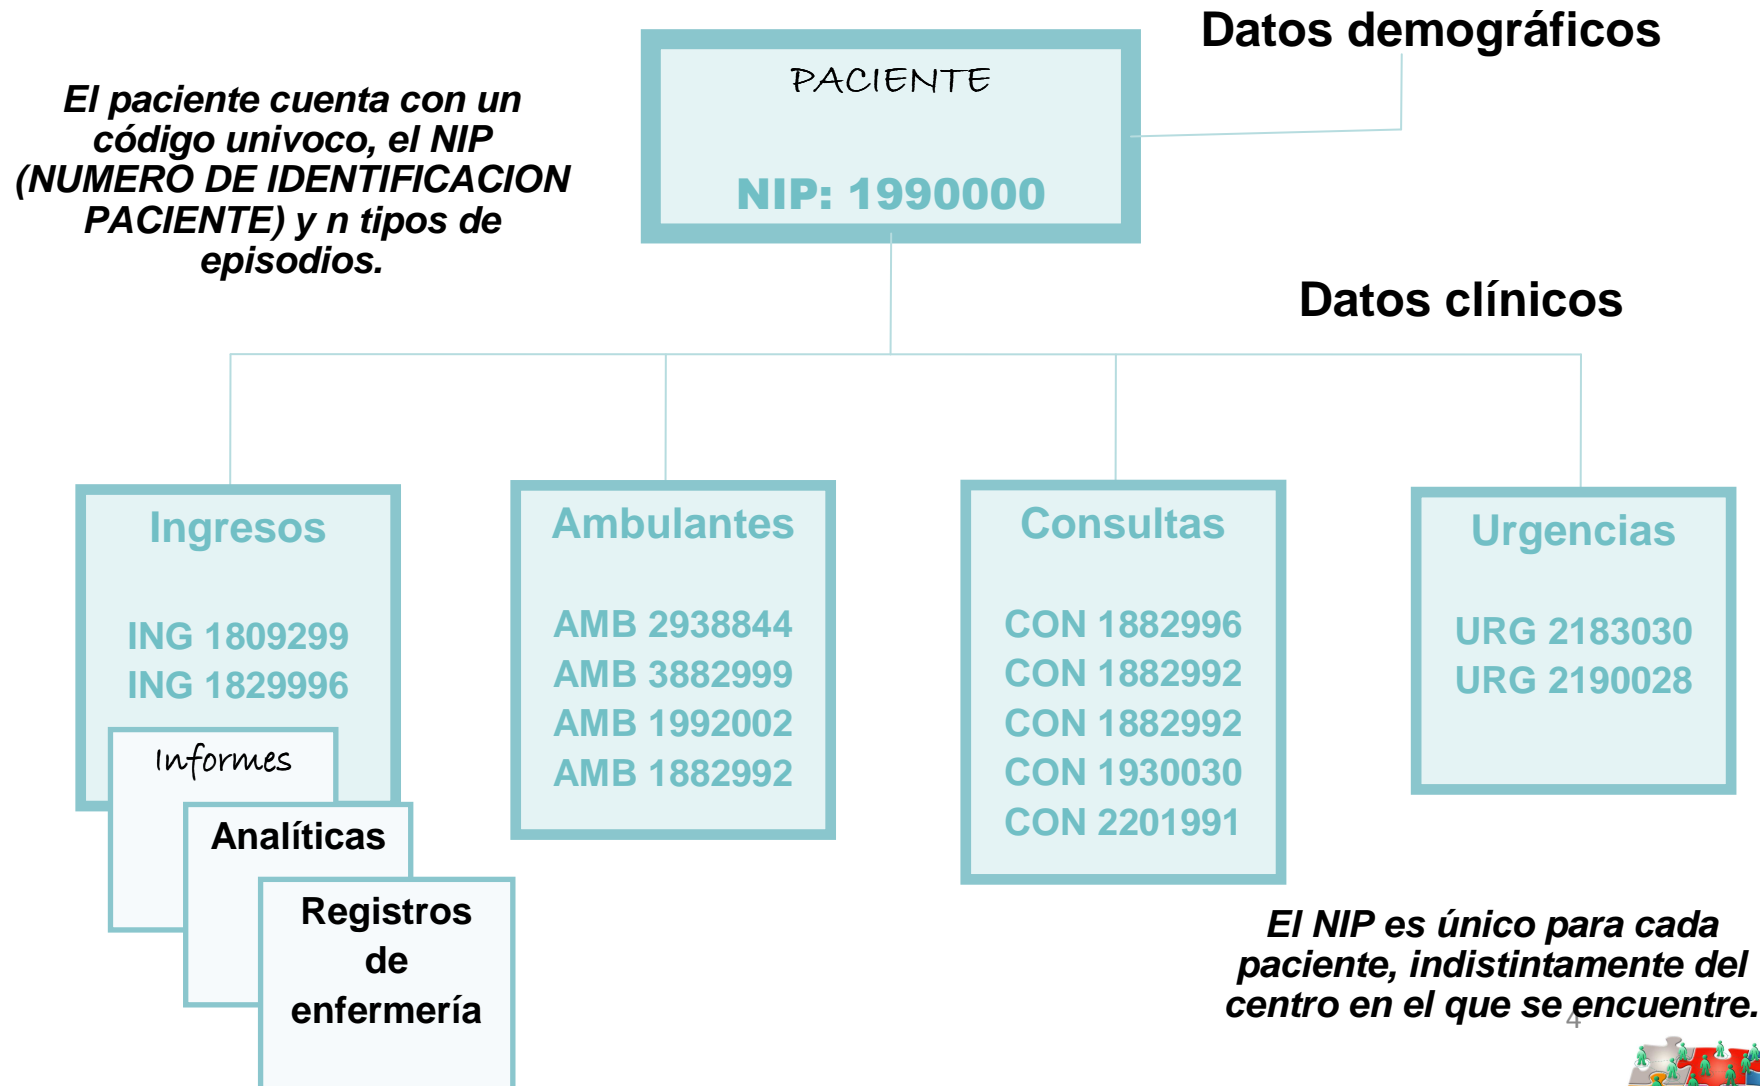 Datos demográficos
PACIENTE
NIP: 1990000
El paciente cuenta con un
código univoco, el NIP
(NUMERO DE IDENTIFICACION
PACIENTE) y n tipos de
episodios.
Datos clínicos
Ingresos
ING 1809299
ING 1829996
Informes
Analíticas
Registros
de
enfermería
Ambulantes
AMB 2938844
AMB 3882999
AMB 1992002
AMB 1882992
Consultas
CON 1882996
CON 1882992
CON 1882992
CON 1930030
CON 2201991
Urgencias
URG 2183030
URG 2190028
El NIP es único para cada
paciente, indistintamente del
centro en el que se encuentre.
4